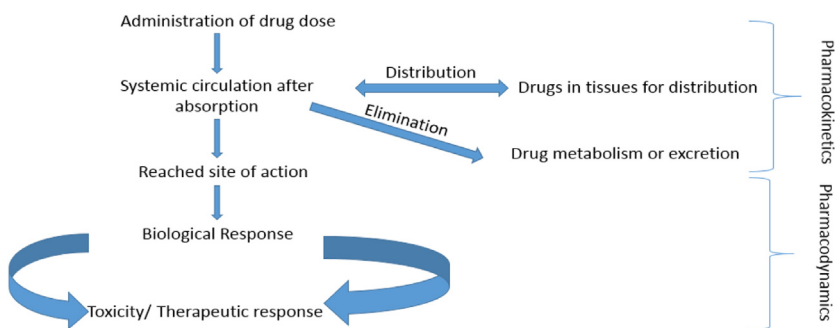 Administration of drug dose
Systemic circulation after
absorption
Distribution
Drugs in tissues for distribution
Elimination
Drug metabolism or excretion
Reached site of action
Biological Response
Toxicity/ Therapeutic response
Pharmacokinetics
Pharmacodynamics